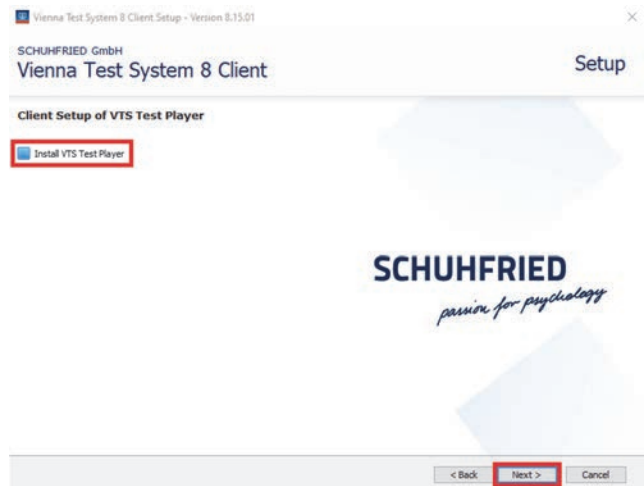 Vienna Test System 8 Client Setup - Version 8.15.01
SCHUHFRIED GmbH
Vienna Test System 8 Client
Setup
Client Setup of VTS Test Player
Install VTS Test Player
SCHUHFRIED
passion for psychology
< Back
Next >
Cancel